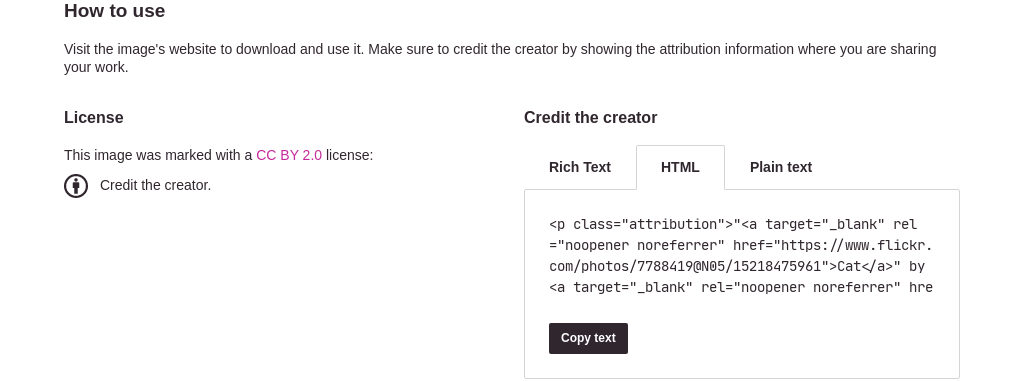 How to use
Visit the image's website to download and use it. Make sure to credit the creator by showing the attribution information where you are sharing
your work.
License
This image was marked with a CC BY 2.0 license:
Credit the creator.
Credit the creator
Rich Text HTML Plain text
<p class="attribution">"<a target="_blank" rel
="noopener noreferrer" href="https://www.flickr.
com/photos/7788419@N05/15218475961">Cat</a>" by
<a target="_blank" rel="noopener noreferrer" hre
Copy text